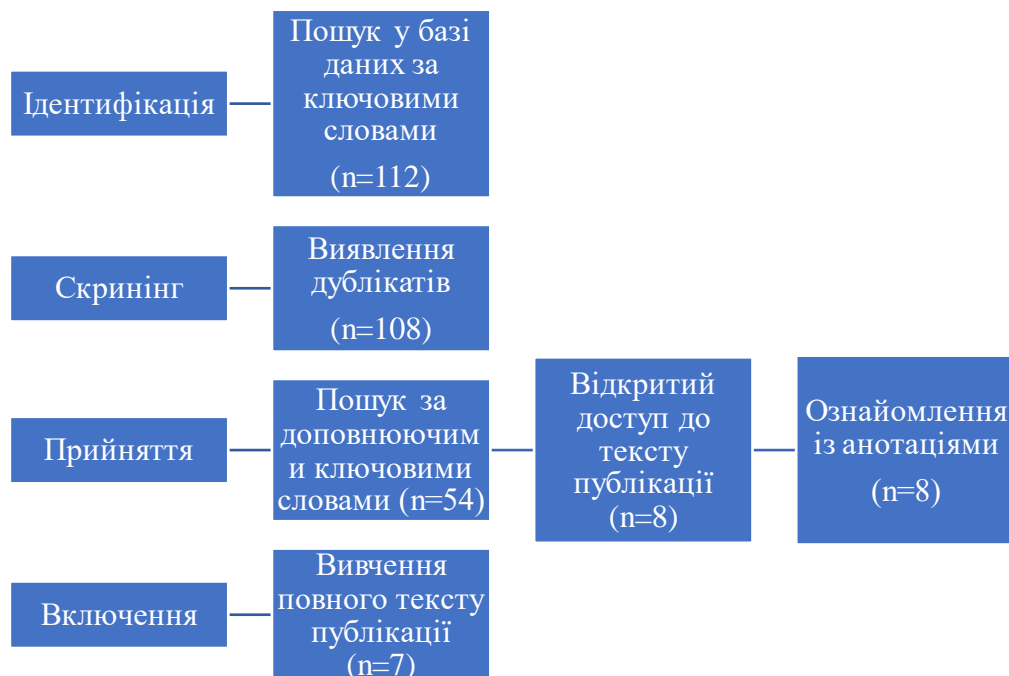 Ідентифікація
Пошук у базі
даних за
ключовими
словами
(n=112)
Скринінг
Виявлення
дублікатів
(n=108)
Прийняття
Пошук за
доповнюючим
и ключовими
словами (n=54)
Відкритий
доступ до
тексту
публікації
(n=8)
Ознайомлення
із анотаціями
(n=8)
Включення
Вивчення
повного тексту
публікації
(n=7)